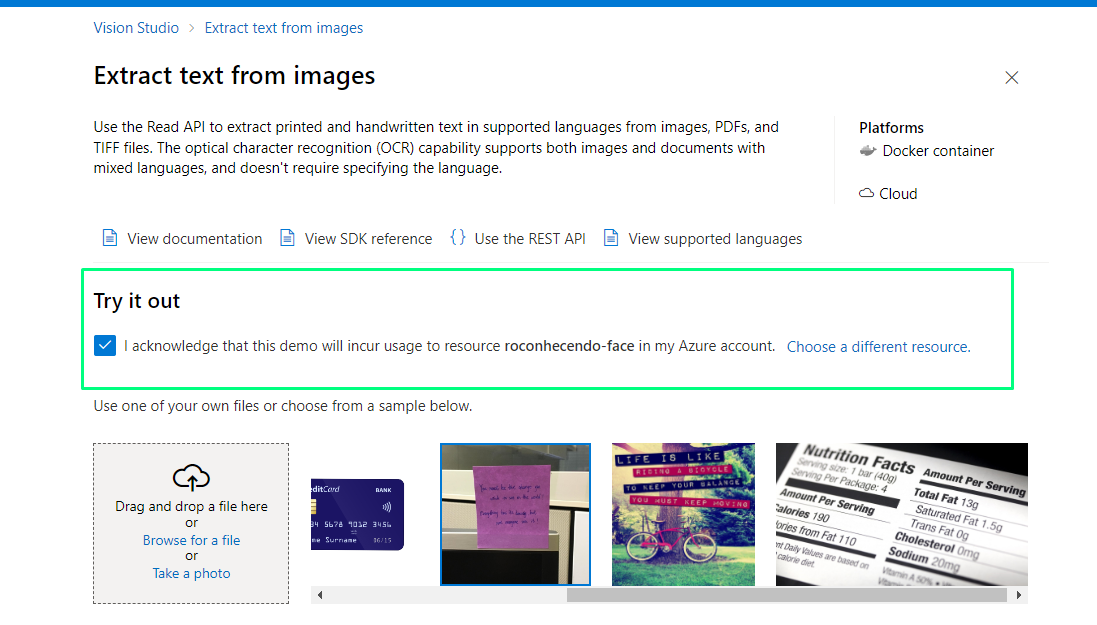 Vision Studio > Extract text from images
Extract text from images
Use the Read API to extract printed and handwritten text in supported languages from images, PDFs, and
TIFF files. The optical character recognition (OCR) capability supports both images and documents with
mixed languages, and doesn't require specifying the language.
Platforms
Docker container
Cloud
View documentation
View SDK reference
{} Use the REST API
View supported languages
Try it out
I acknowledge that this demo will incur usage to resource roconhecendo-face in my Azure account. Choose a different resource.
Use one of your own files or choose from a sample below.
Drag and drop a file here
or
Browse for a file
or
Take a photo
editCard BANK
34 5678 9012 3456
me Surname 06/15
LIFE IS LIKE
RIDING A BICYCLE
TO KEEP YOUR BALANCE
YOU MUST KEEP MOVING
Nutrition Facts
Serving size: 1 bar (40g)
Serving Per Package: 4
Amount Per Serving
Calories 190
ories from Fat 110
nt Daily Values are based on
calorie diet.
Amount Per Serving
Total Fat 13g
Saturated Fat 1.5g
Trans Fat 0g
Cholesterol 0mg
Sodium 20mg
Vitamin A 50%